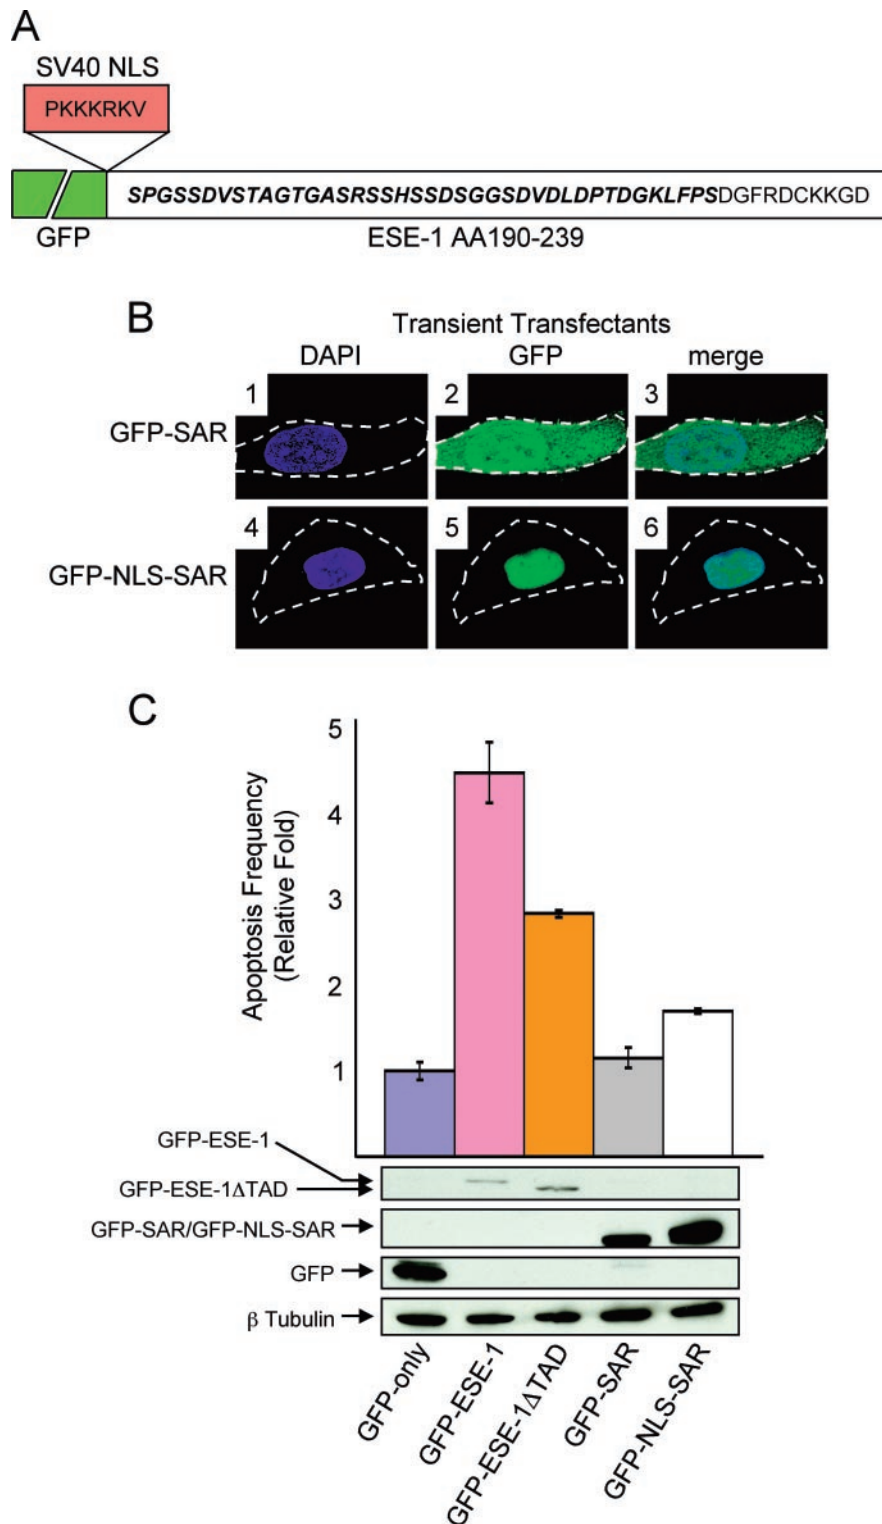 A
SV40 NLS
PKKKRKV
SPGSSDVSTAGTGASRSSHSSDSGGSDVDLDPTDGKLFPSDGFRDCKKGD
GFP
ESE-1 AA190-239
B
Transient Transfectants
DAPI GFP merge
GFP-SAR
1 2 3
GFP-NLS-SAR
4 5 6
C
Apoptosis Frequency
(Relative Fold)
5
4
3
2
1
GFP-ESE-1
GFP-ESE-1ΔTAD
GFP-SAR/GFP-NLS-SAR
GFP
β Tubulin
GFP-only
GFP-ESE-1
GFP-ESE-1ΔTAD
GFP-SAR
GFP-NLS-SAR